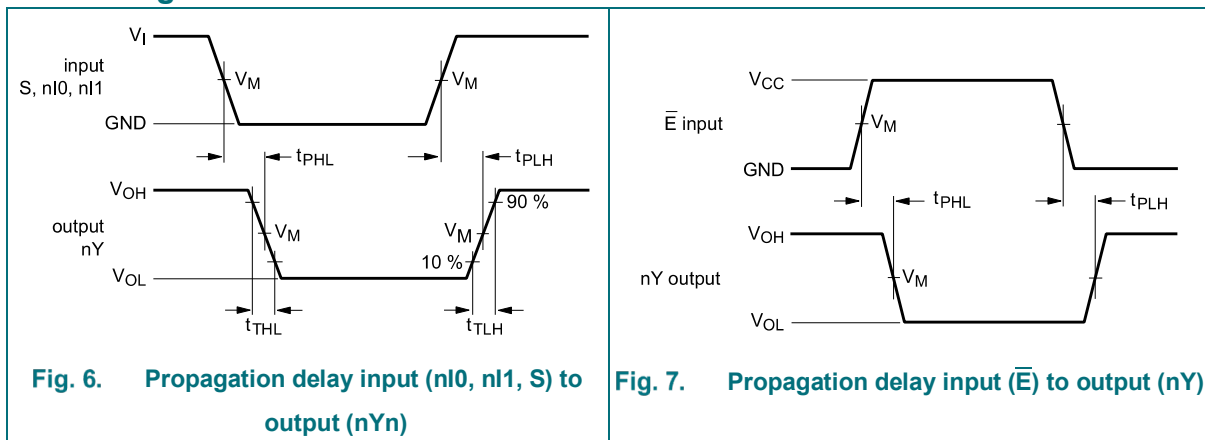 V_I
input
S, nI0, nI1
V_M
V_M
GND
t_PHL
t_PLH
V_OH
90 %
output
nY
V_M
V_M
10 %
V_OL
t_THL
t_TLH
Fig. 6. Propagation delay input (nI0, nI1, S) to
output (nYn)
V_CC
E̅ input
V_M
GND
t_PHL
t_PLH
V_OH
nY output
V_M
V_OL
Fig. 7. Propagation delay input (E̅) to output (nY)